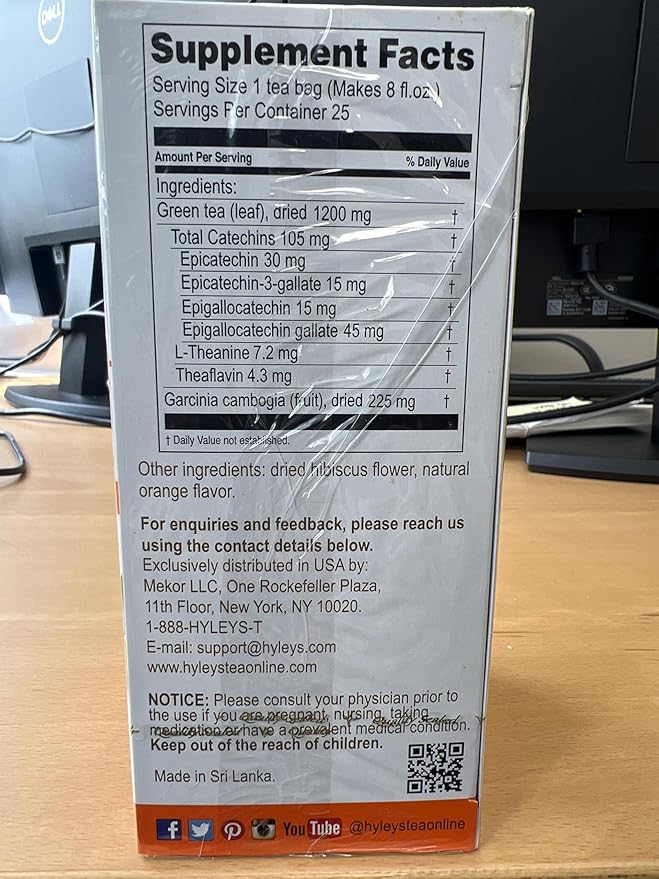 DELL
Supplement Facts
Serving Size 1 tea bag (Makes 8 fl.oz.)
Servings Per Container 25
Amount Per Serving % Daily Value
Ingredients:
Green tea (leaf), dried 1200 mg †
Total Catechins 105 mg †
Epicatechin 30 mg †
Epicatechin-3-gallate 15 mg †
Epigallocatechin 15 mg †
Epigallocatechin gallate 45 mg †
L-Theanine 7.2 mg †
Theaflavin 4.3 mg †
Garcinia cambogia (fruit), dried 225 mg †
† Daily Value not established.
Other ingredients: dried hibiscus flower, natural
orange flavor.
For enquiries and feedback, please reach us
using the contact details below.
Exclusively distributed in USA by:
Mekor LLC, One Rockefeller Plaza,
11th Floor, New York, NY 10020.
1-888-HYLEYS-T
E-mail: support@hyleys.com
www.hyleysteaonline.com
NOTICE: Please consult your physician prior to
the use if you are pregnant, nursing, taking
medication or have a prevalent medical condition.
Keep out of the reach of children.
Made in Sri Lanka.
You Tube @hyleysteaonline